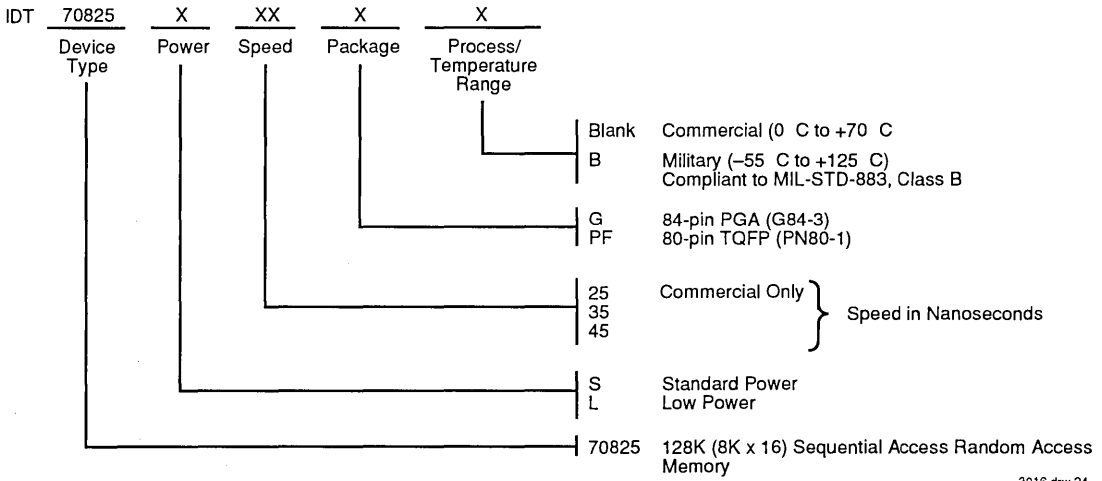 IDT 70825 X XX X X
Device Type Power Speed Package Process/ Temperature Range
Blank Commercial (0 C to +70 C
B Military (–55 C to +125 C)
Compliant to MIL-STD-883, Class B
G 84-pin PGA (G84-3)
PF 80-pin TQFP (PN80-1)
25 Commercial Only
35 Speed in Nanoseconds
45
S Standard Power
L Low Power
70825 128K (8K x 16) Sequential Access Random Access
Memory